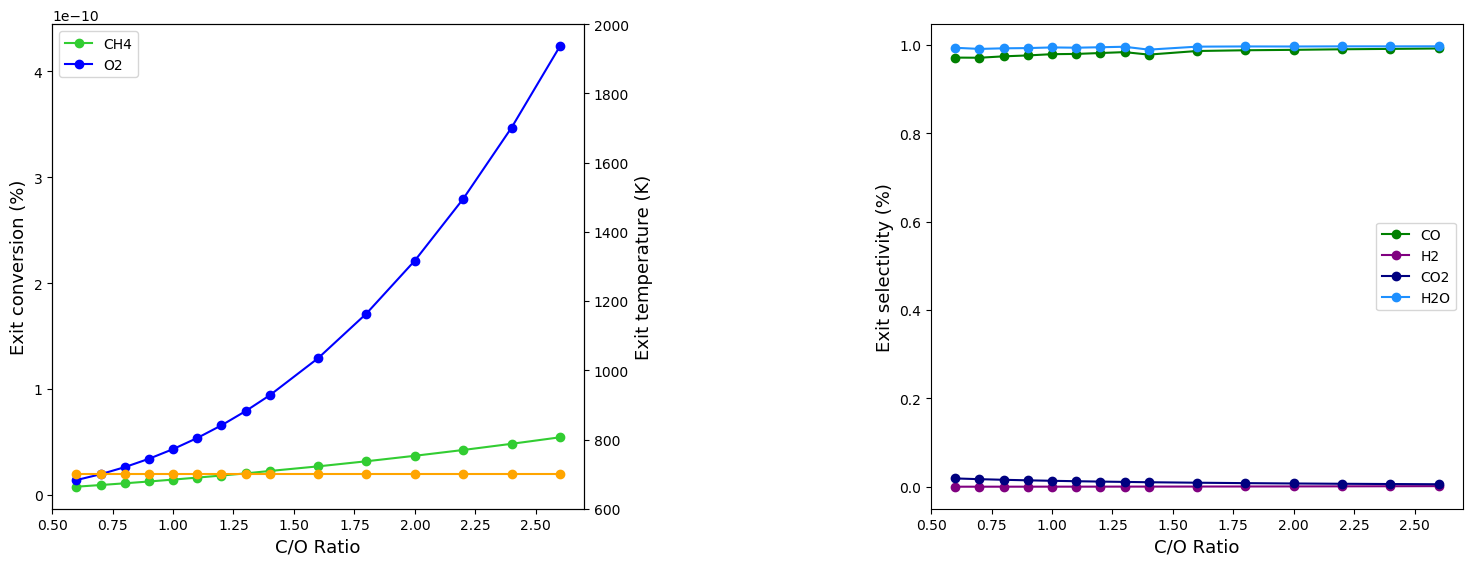 1e−10
CH4
O2
4
3
2
1
0
Exit conversion (%)
0.50 0.75 1.00 1.25 1.50 1.75 2.00 2.25 2.50
C/O Ratio
2000
1800
1600
1400
1200
1000
800
600
Exit temperature (K)
1.0
0.8
0.6
0.4
0.2
0.0
Exit selectivity (%)
CO
H2
CO2
H2O
0.50 0.75 1.00 1.25 1.50 1.75 2.00 2.25 2.50
C/O Ratio